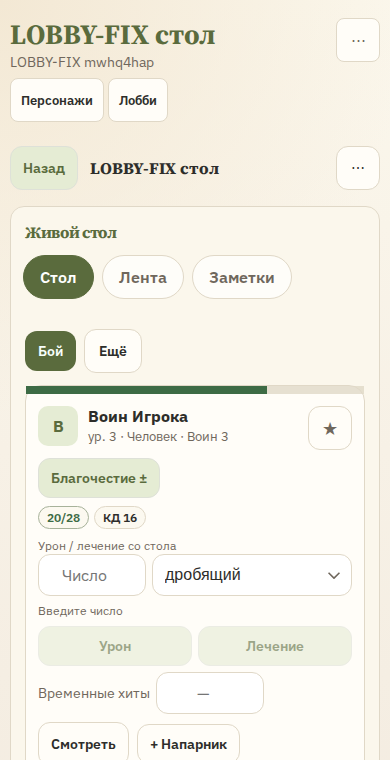 LOBBY-FIX стол
...
LOBBY-FIX mwhq4hap
Персонажи Лобби
Назад LOBBY-FIX стол ...
Живой стол
Стол Лента Заметки
Бой Ещё
В Воин Игрока ★
ур. 3 · Человек · Воин 3
Благочестие ±
20/28 КД 16
Урон / лечение со стола
Число дробящий
Введите число
Урон Лечение
Временные хиты —
Смотреть + Напарник